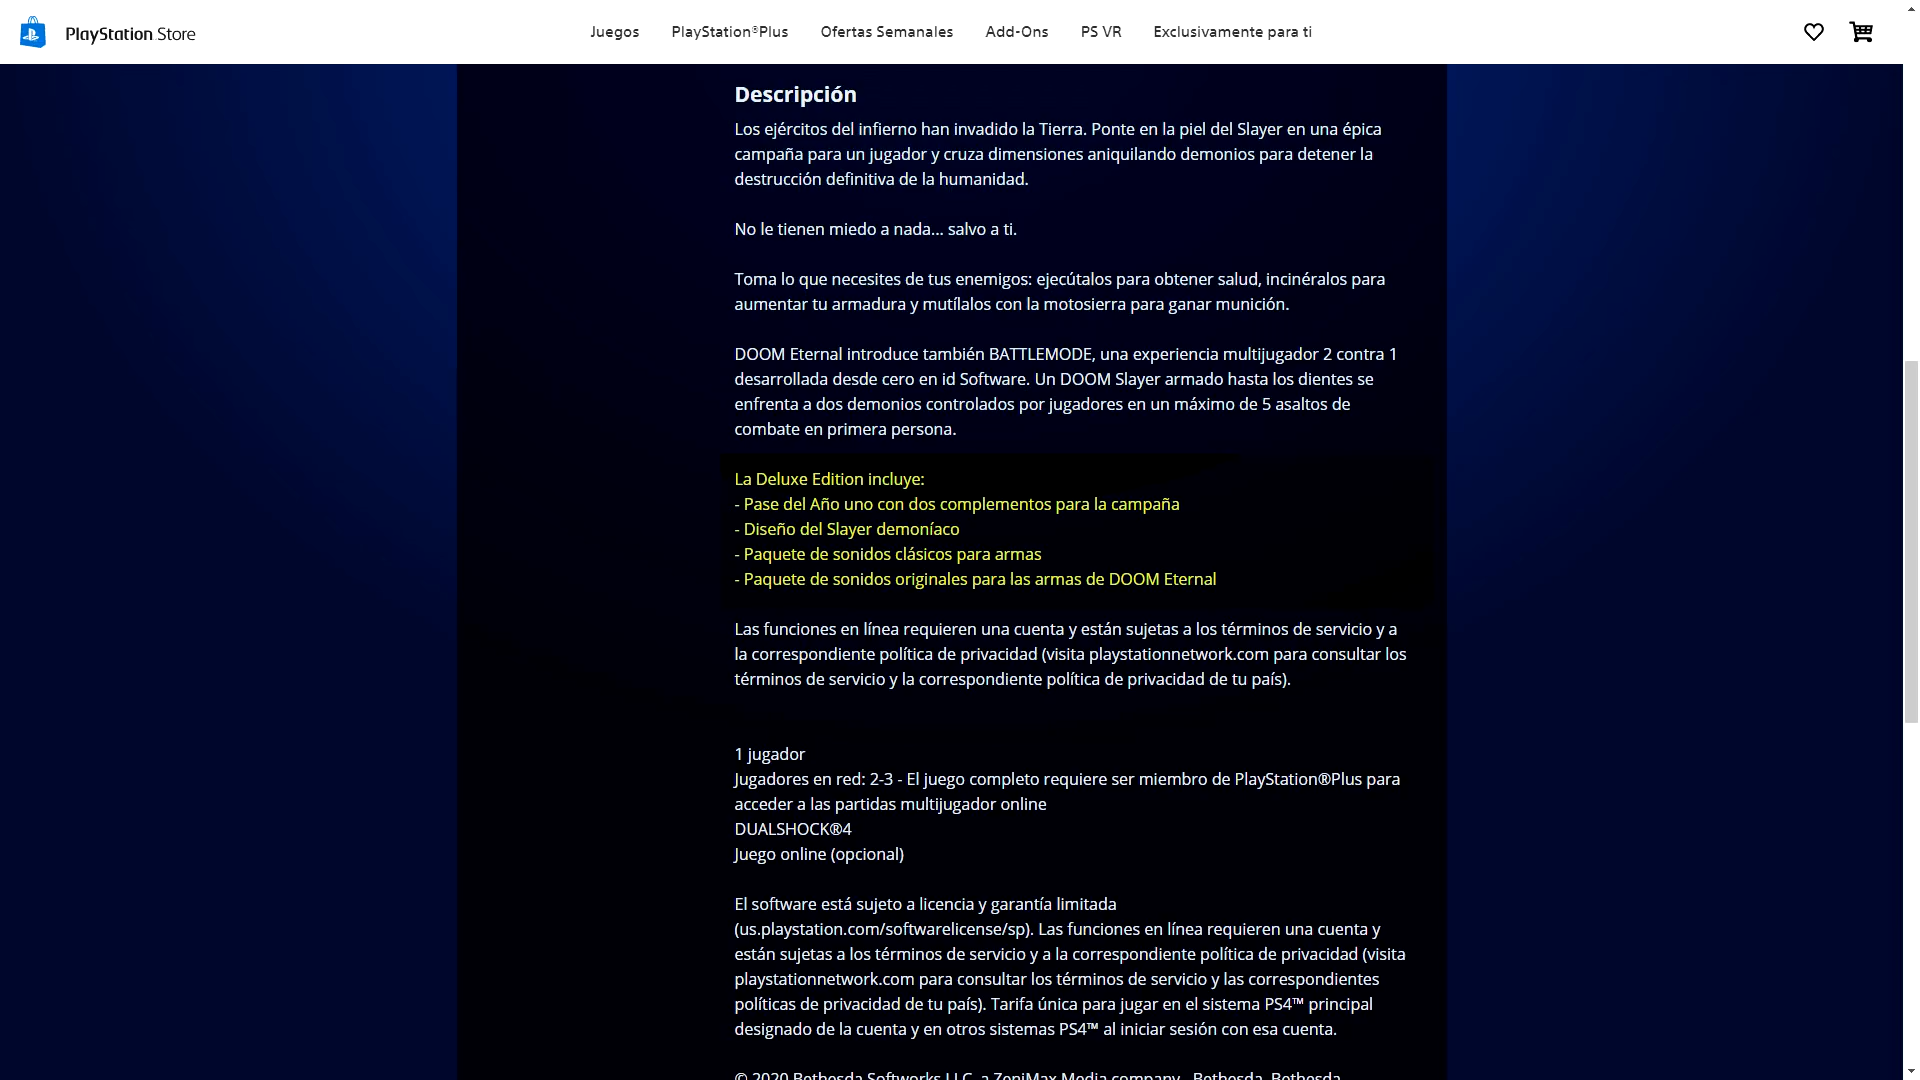 PlayStation Store
Juegos
PlayStation®Plus
Ofertas Semanales
Add-Ons
PS VR
Exclusivamente para ti
Descripción
Los ejércitos del infierno han invadido la Tierra. Ponte en la piel del Slayer en una épica
campaña para un jugador y cruza dimensiones aniquilando demonios para detener la
destrucción definitiva de la humanidad.
No le tienen miedo a nada... salvo a ti.
Toma lo que necesites de tus enemigos: ejecútalos para obtener salud, incinéralos para
aumentar tu armadura y mutílalos con la motosierra para ganar munición.
DOOM Eternal introduce también BATTLEMODE, una experiencia multijugador 2 contra 1
desarrollada desde cero en id Software. Un DOOM Slayer armado hasta los dientes se
enfrenta a dos demonios controlados por jugadores en un máximo de 5 asaltos de
combate en primera persona.
La Deluxe Edition incluye:
- Pase del Año uno con dos complementos para la campaña
- Diseño del Slayer demoníaco
- Paquete de sonidos clásicos para armas
- Paquete de sonidos originales para las armas de DOOM Eternal
Las funciones en línea requieren una cuenta y están sujetas a los términos de servicio y a
la correspondiente política de privacidad (visita playstationnetwork.com para consultar los
términos de servicio y la correspondiente política de privacidad de tu país).
1 jugador
Jugadores en red: 2-3 - El juego completo requiere ser miembro de PlayStation®Plus para
acceder a las partidas multijugador online
DUALSHOCK®4
Juego online (opcional)
El software está sujeto a licencia y garantía limitada
(us.playstation.com/softwarelicense/sp). Las funciones en línea requieren una cuenta y
están sujetas a los términos de servicio y a la correspondiente política de privacidad (visita
playstationnetwork.com para consultar los términos de servicio y las correspondientes
políticas de privacidad de tu país). Tarifa única para jugar en el sistema PS4™ principal
designado de la cuenta y en otros sistemas PS4™ al iniciar sesión con esa cuenta.
© 2020 Bethesda Softworks LLC, a ZeniMax Media company. Bethesda, Bethesda